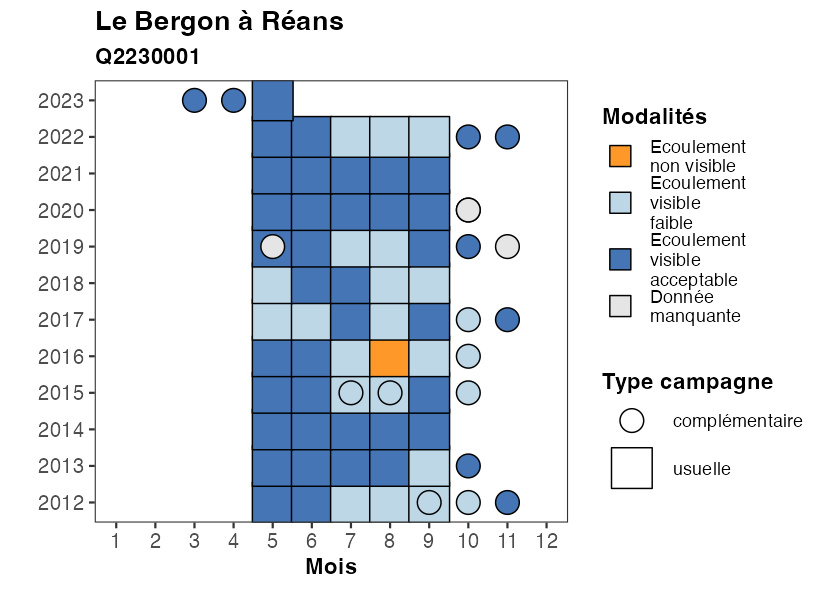 Le Bergon à Réans
Q2230001
2023
2022
2021
2020
2019
2018
2017
2016
2015
2014
2013
2012
1 2 3 4 5 6 7 8 9 10 11 12
Mois
Modalités
Ecoulement
non visible
Ecoulement
visible
faible
Ecoulement
visible
acceptable
Donnée
manquante
Type campagne
complémentaire
usuelle